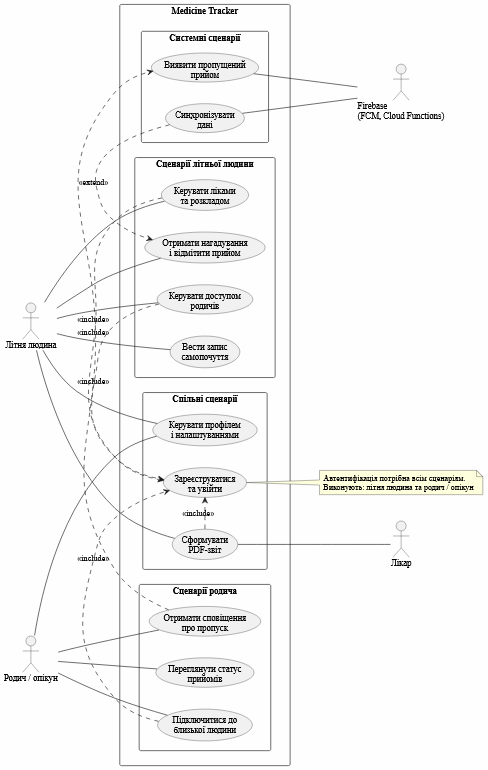 Medicine Tracker
Системні сценарії
Виявити пропущений
прийом
Синхронізувати
дані
Firebase
(FCM, Cloud Functions)
Сценарії літньої людини
«extend»
Керувати ліками
та розкладом
Отримати нагадування
і відмітити прийом
Керувати доступом
родичів
Літня людина
«include»
«include»
Вести запис
самопочуття
«include»
Спільні сценарії
Керувати профілем
і налаштуваннями
Зареєструватися
та увійти
Автентифікація потрібна всім сценаріям.
Виконують: літня людина та родич / опікун
«include»
Сформувати
PDF-звіт
Лікар
«include»
Сценарії родича
Отримати сповіщення
про пропуск
Родич / опікун
Переглянути статус
прийомів
Підключитися до
близької людини